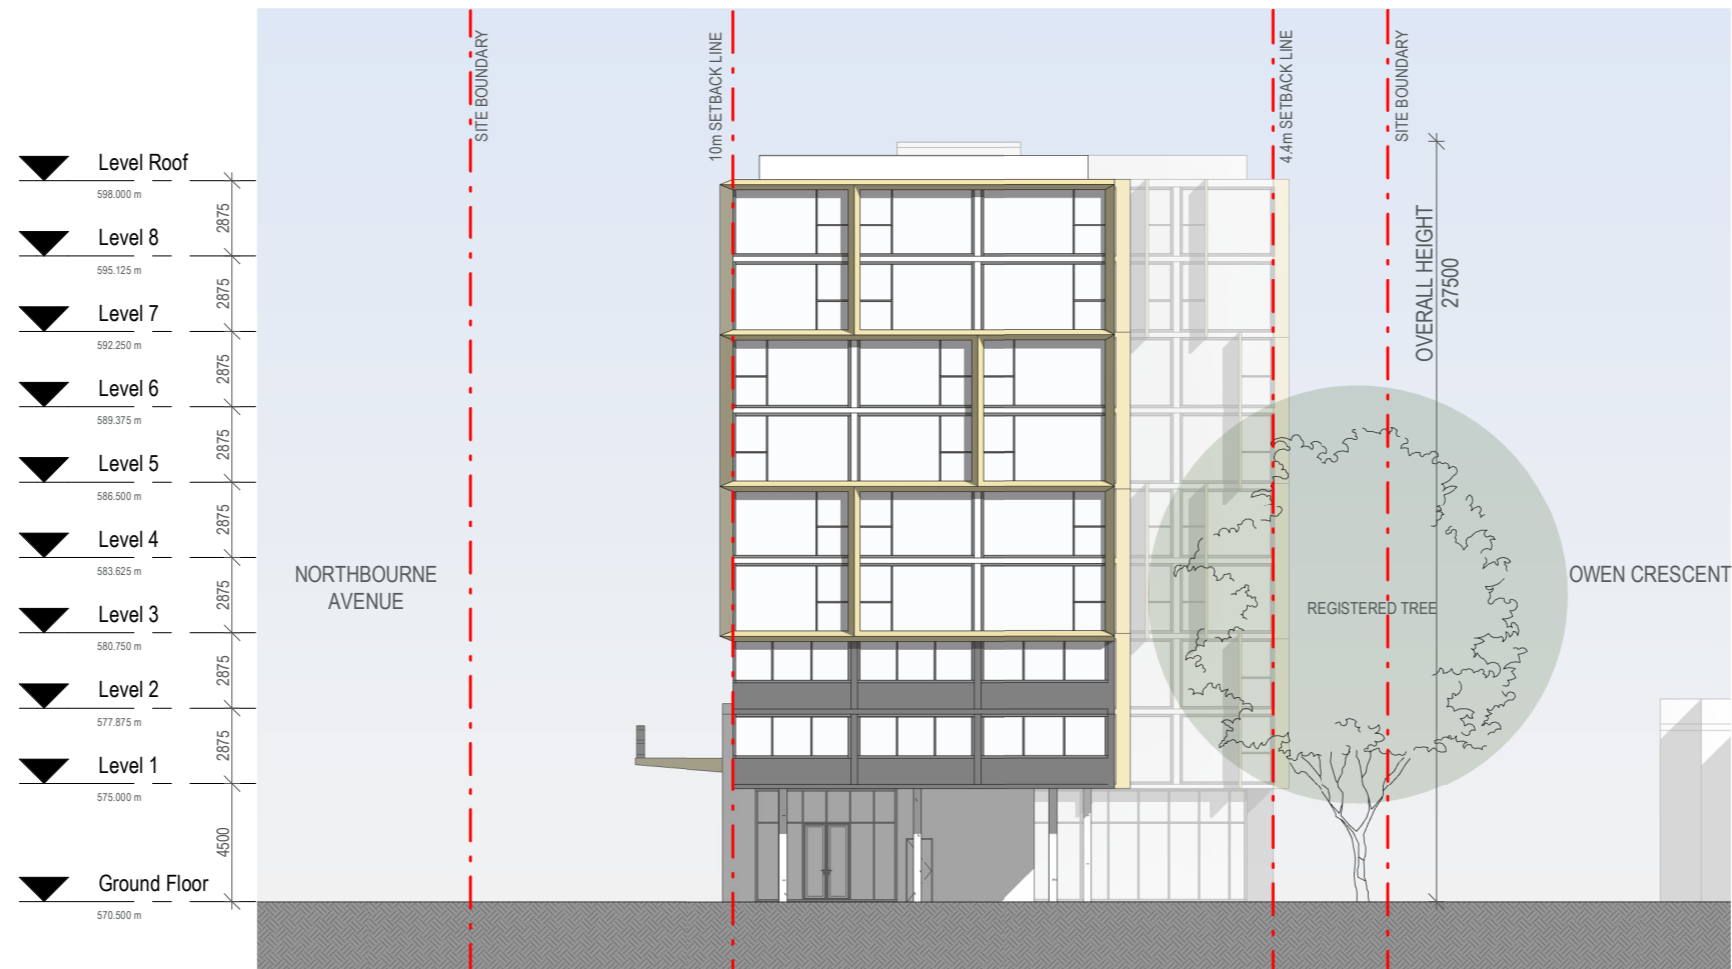 SITE BOUNDARY
10m SETBACK LINE
4.4m SETBACK LINE
SITE BOUNDARY
Level Roof
598.000 m
2875
Level 8
595.125 m
2875
Level 7
592.250 m
2875
Level 6
589.375 m
2875
Level 5
586.500 m
2875
Level 4
583.625 m
2875
Level 3
580.750 m
2875
Level 2
577.875 m
2875
Level 1
575.000 m
4500
Ground Floor
570.500 m
NORTHBOURNE
AVENUE
OVERALL HEIGHT
27500
REGISTERED TREE
OWEN CRESCENT